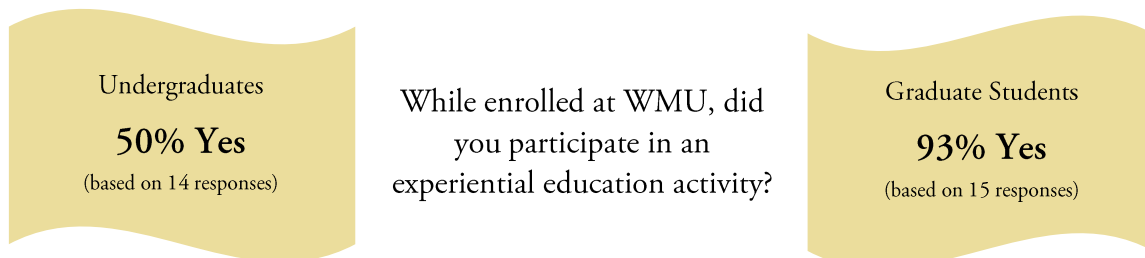 Undergraduates
50% Yes
(based on 14 responses)
While enrolled at WMU, did
you participate in an
experiential education activity?
Graduate Students
93% Yes
(based on 15 responses)